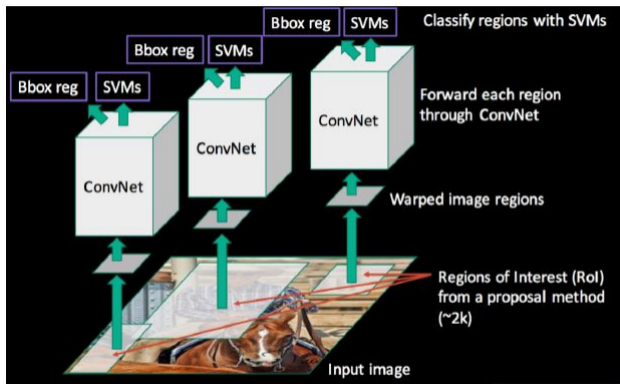 Bbox reg SVMs
Classify regions with SVMs
Bbox reg SVMs
Bbox reg SVMs
Forward each region
through ConvNet
ConvNet
ConvNet
ConvNet
Warped image regions
Regions of Interest (RoI)
from a proposal method
(~2k)
Input image